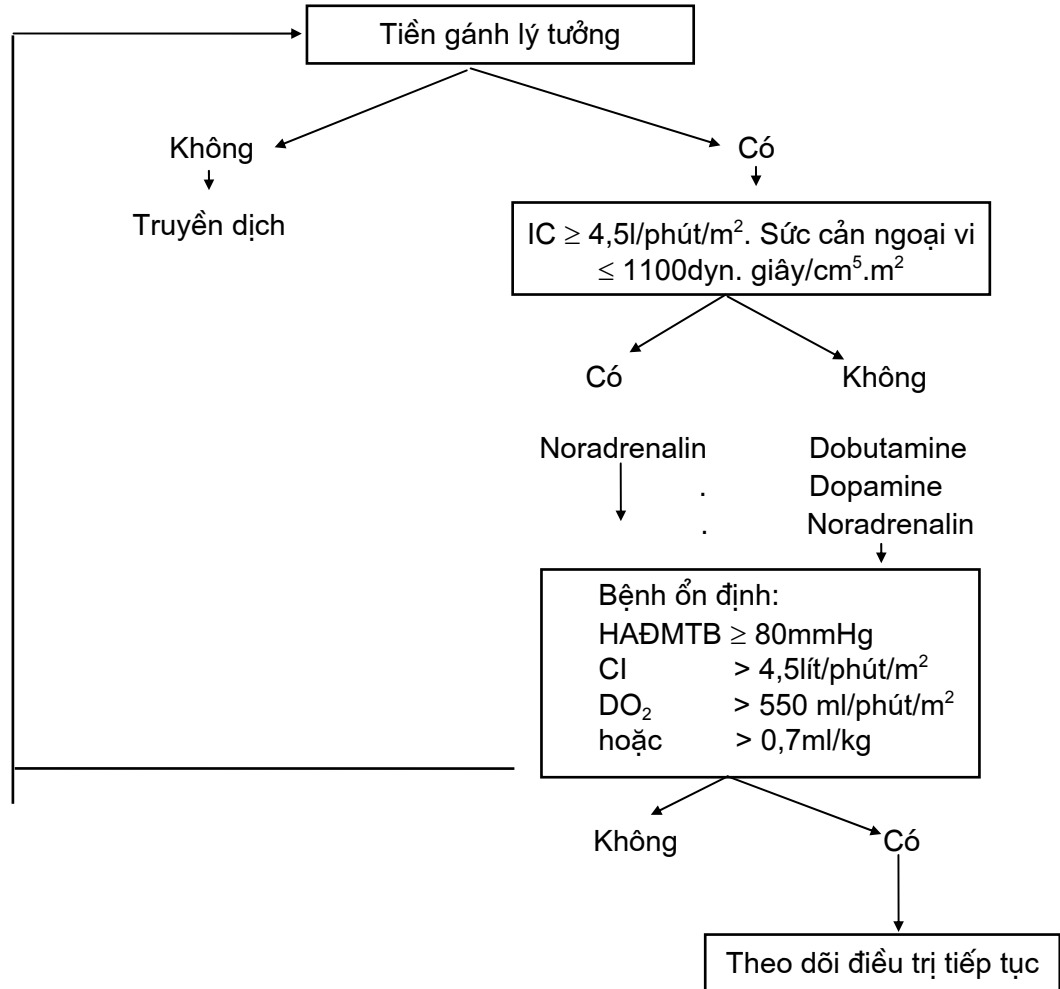 Tiền gánh lý tưởng
Không
Có
Truyền dịch
IC ≥ 4,5l/phút/m². Sức cản ngoại vi
≤ 1100dyn. giây/cm⁵.m²
Có
Không
Noradrenalin
Dobutamine
. Dopamine
. Noradrenalin
Bệnh ổn định:
HAĐMTB ≥ 80mmHg
CI > 4,5lít/phút/m²
DO₂ > 550 ml/phút/m²
hoặc > 0,7ml/kg
Không
Có
Theo dõi điều trị tiếp tục